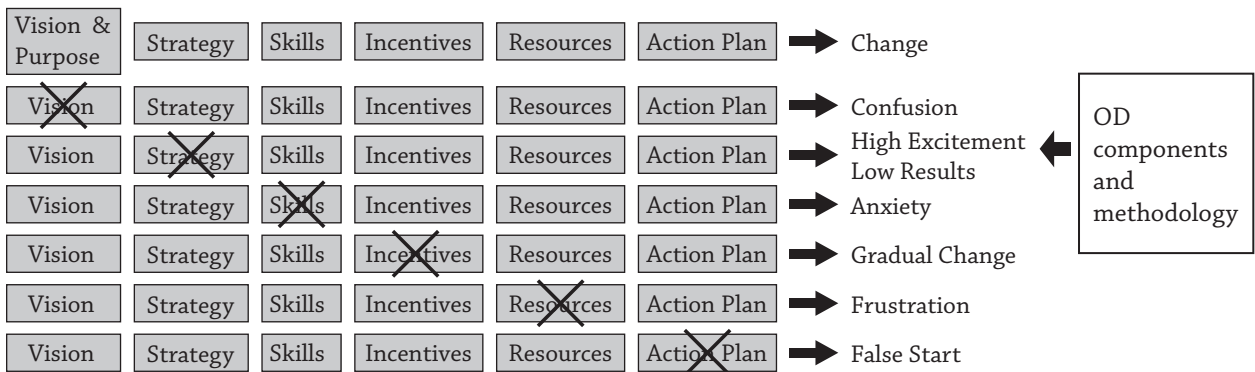 Vision & Purpose Strategy Skills Incentives Resources Action Plan Change
Vision Strategy Skills Incentives Resources Action Plan Confusion
Vision Strategy Skills Incentives Resources Action Plan High Excitement Low Results
Vision Strategy Skills Incentives Resources Action Plan Anxiety
Vision Strategy Skills Incentives Resources Action Plan Gradual Change
Vision Strategy Skills Incentives Resources Action Plan Frustration
Vision Strategy Skills Incentives Resources Action Plan False Start
OD
components
and
methodology